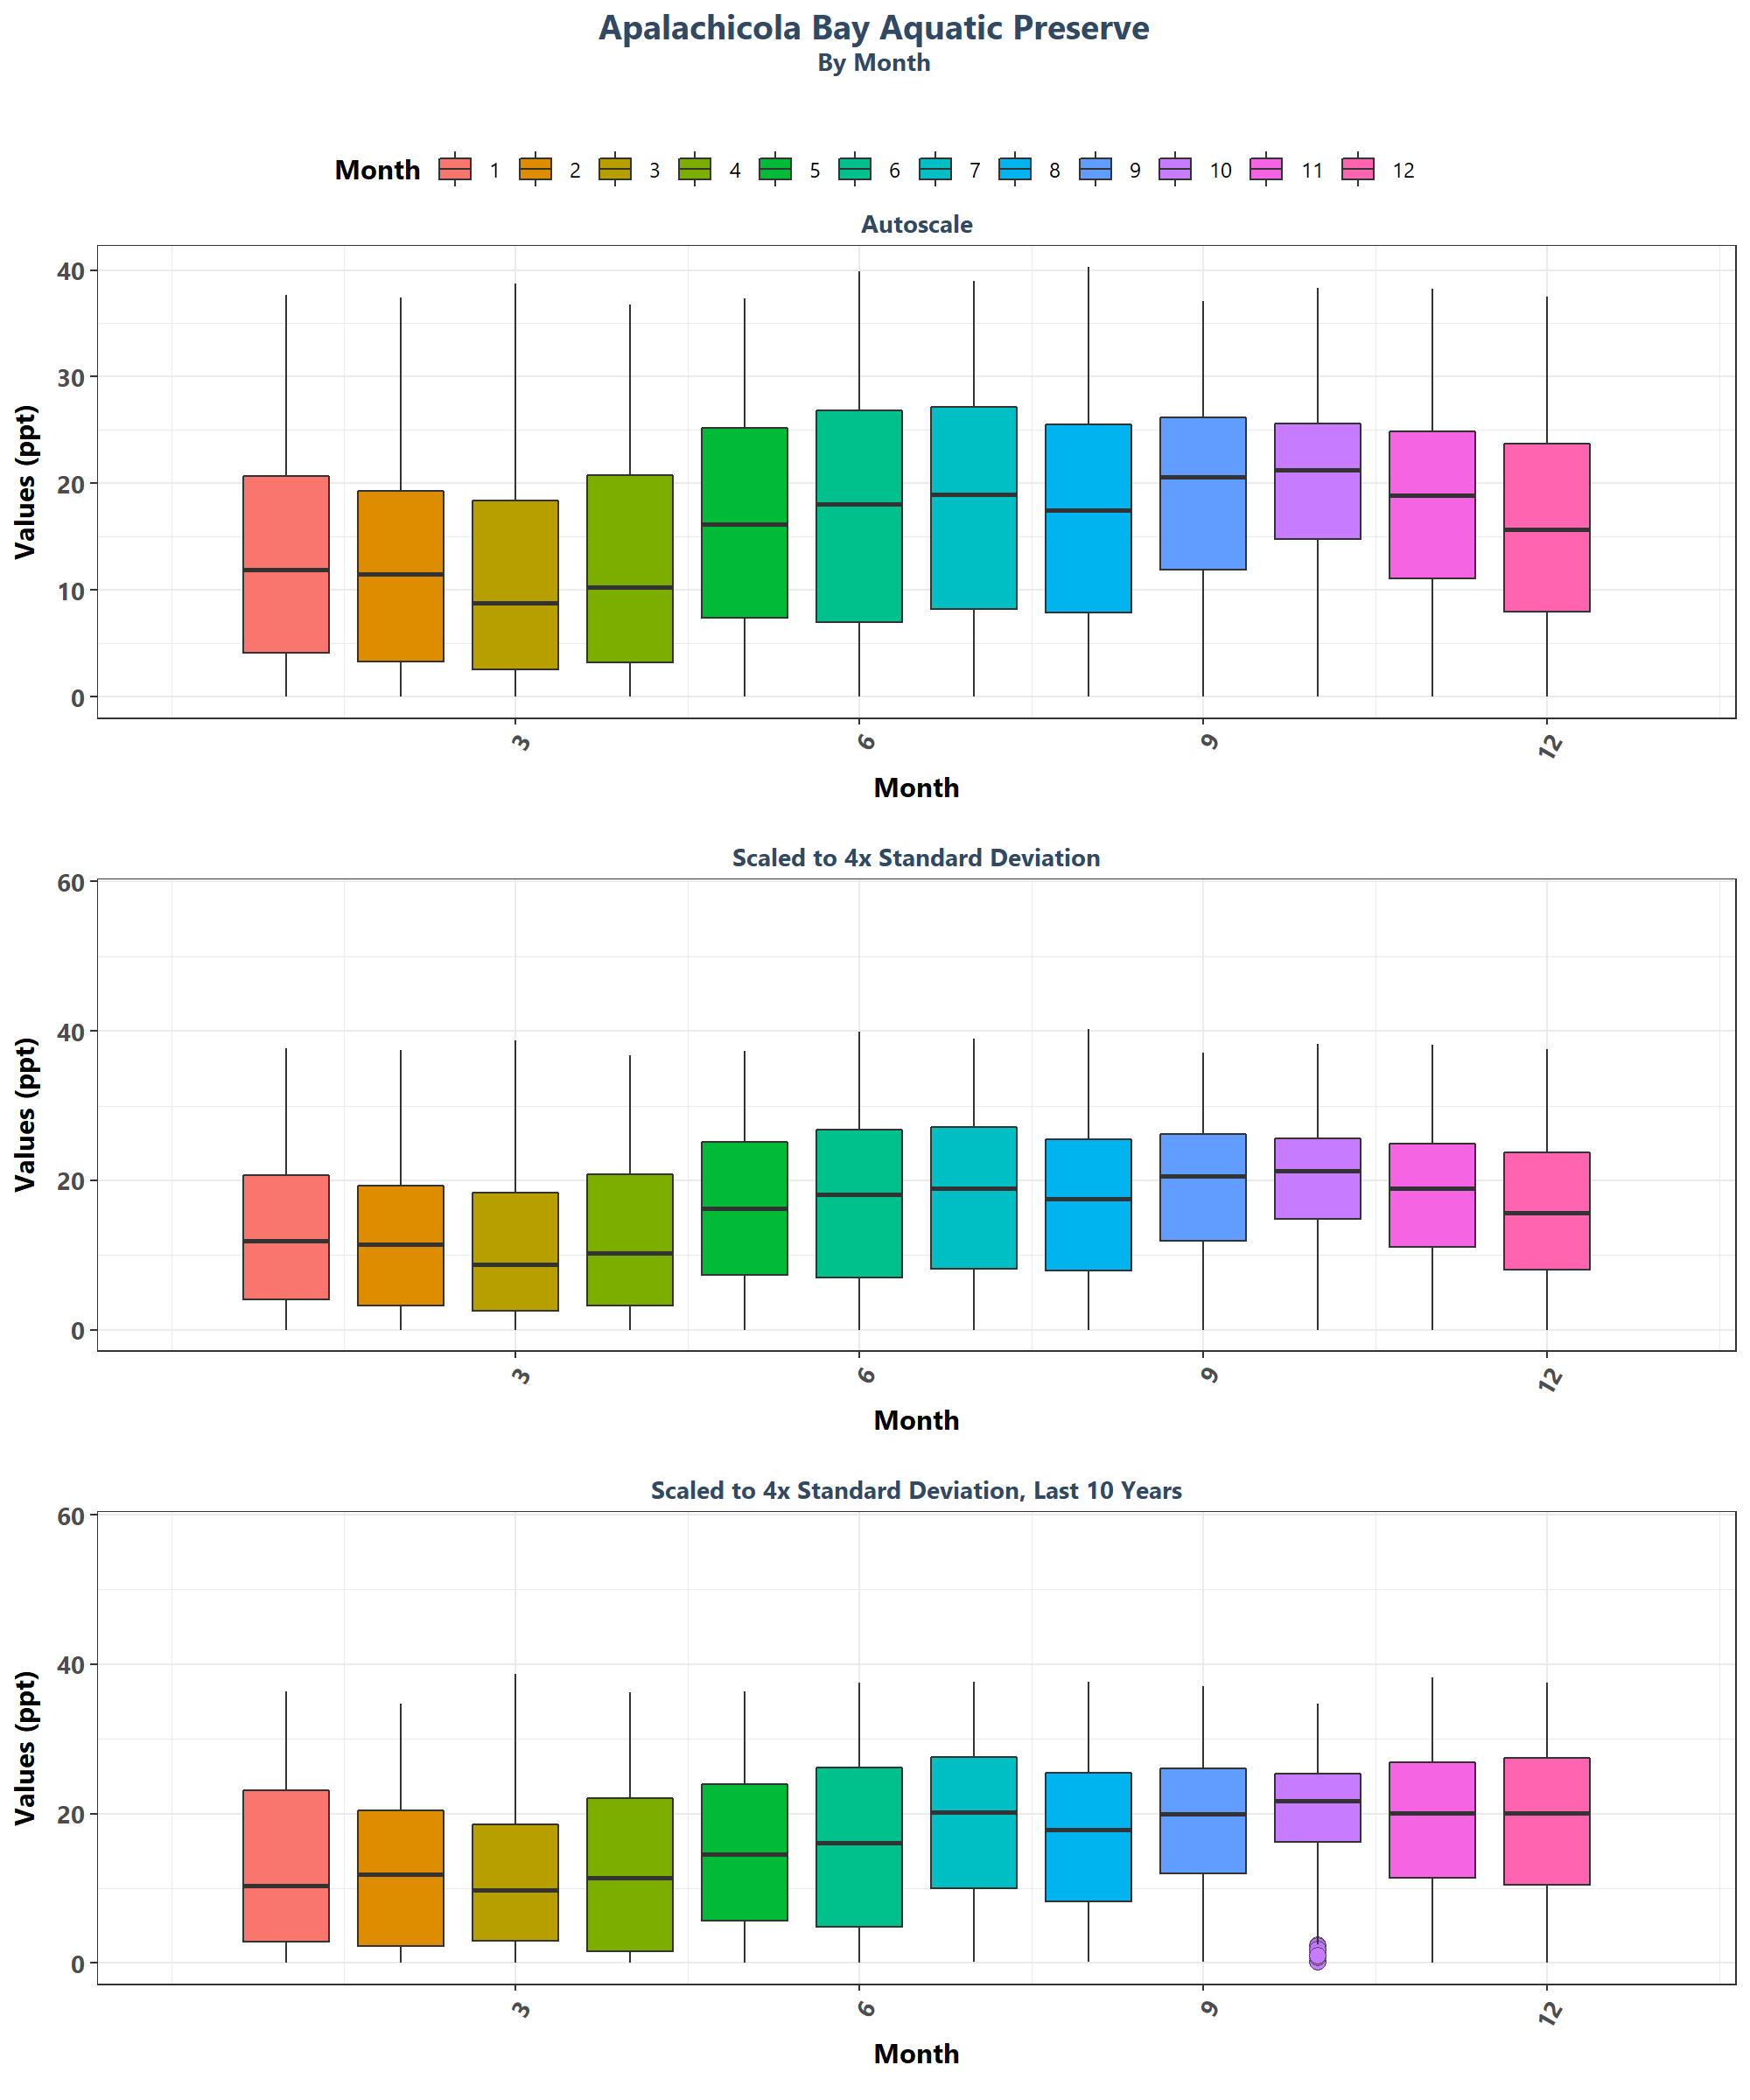 Apalachicola Bay Aquatic Preserve
By Month
Month 1 2 3 4 5 6 7 8 9 10 11 12
Autoscale
Values (ppt)
40
30
20
10
0
3 6 9 12
Month
Scaled to 4x Standard Deviation
Values (ppt)
60
40
20
0
3 6 9 12
Month
Scaled to 4x Standard Deviation, Last 10 Years
Values (ppt)
60
40
20
0
3 6 9 12
Month